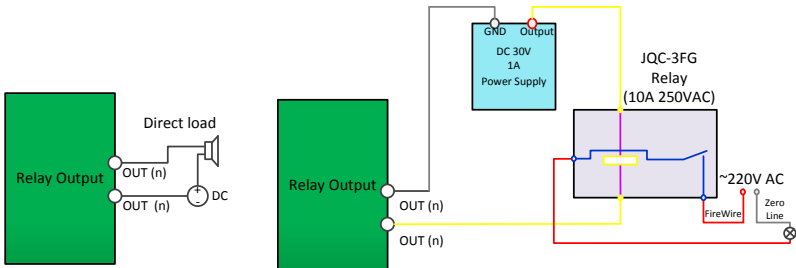 Relay Output
Direct load
OUT (n)
OUT (n)
+
-
DC
Relay Output
OUT (n)
OUT (n)
GND
Output
DC 30V
1A
Power Supply
JQC-3FG
Relay
(10A 250VAC)
~220V AC
FireWire
Zero
Line